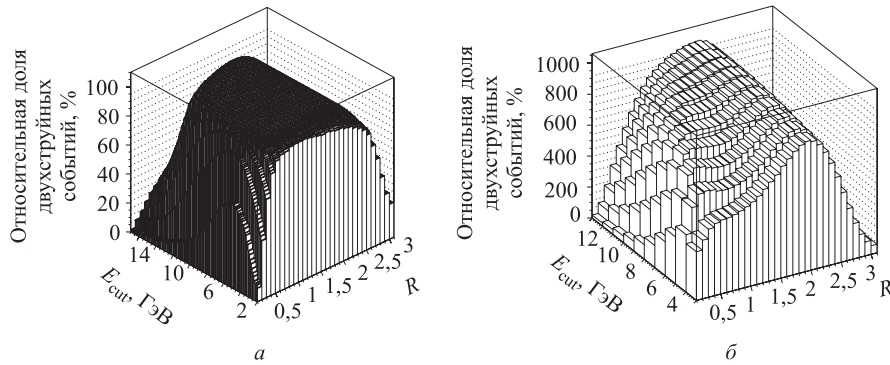 Относительная доля
двухструйных
событий, %
100
80
60
40
20
0
14
10
6
2
E_cut, ГэВ
0,5
1
1,5
2
2,5
3
R
а
Относительная доля
двухструйных
событий, %
1000
800
600
400
200
0
12
10
8
6
4
E_cut, ГэВ
0,5
1
1,5
2
2,5
3
R
б